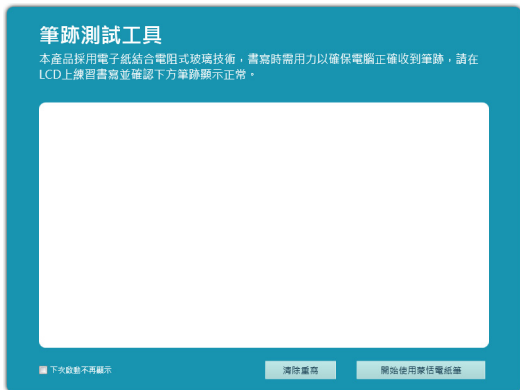 筆跡測試工具
本產品採用電子紙結合電阻式玻璃技術，書寫時需用力以確保電腦正確收到筆跡，請在
LCD上練習書寫並確認下方筆跡顯示正常。
下次啟動不再顯示
清除重寫
開始使用蒙恬電紙筆